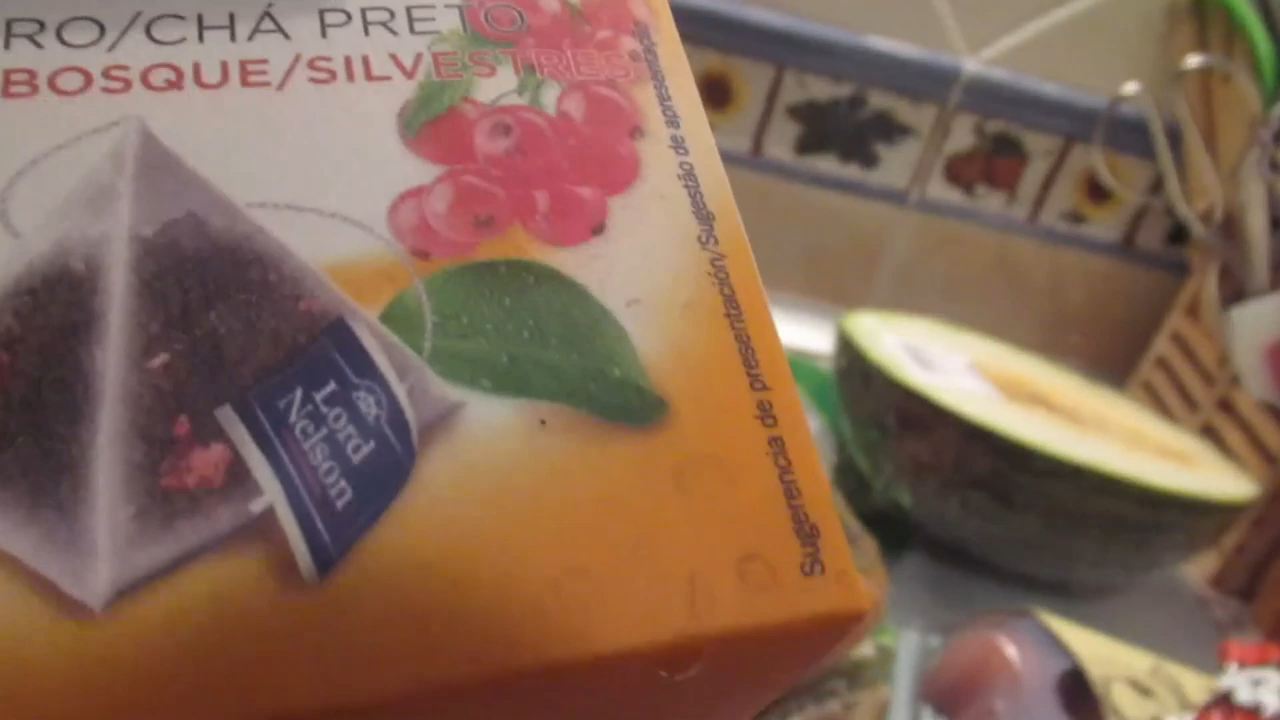 RO/CHÁ PRETO
BOSQUE/SILVESTRES
Lord
Nelson
Sugerencia de presentación/Sugestão de apresentação